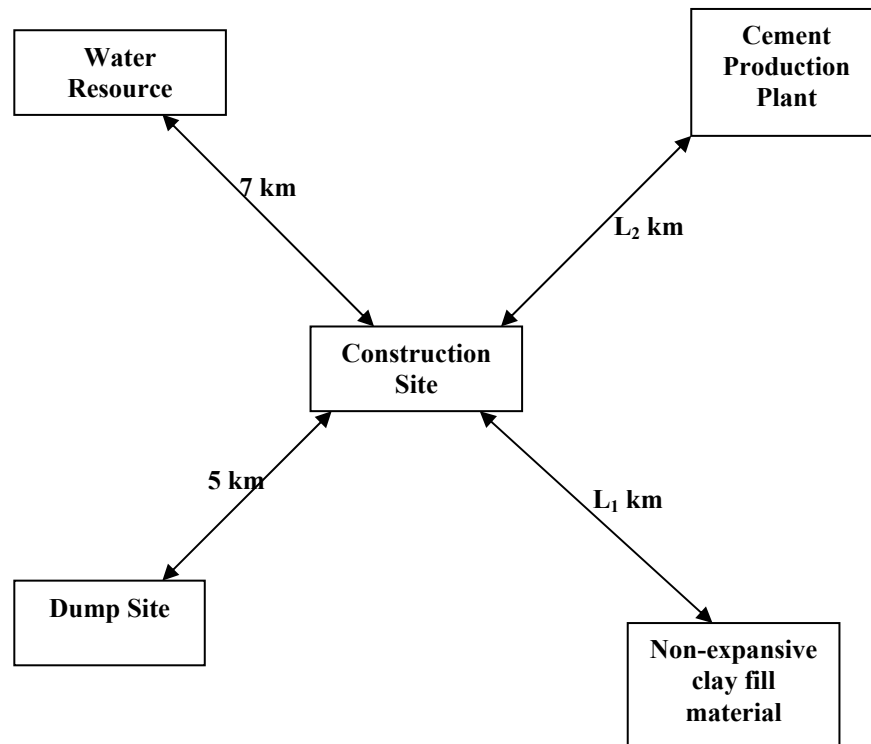 Water
Resource
Cement
Production
Plant
7 km
L₂ km
Construction
Site
5 km
L₁ km
Dump Site
Non-expansive
clay fill
material